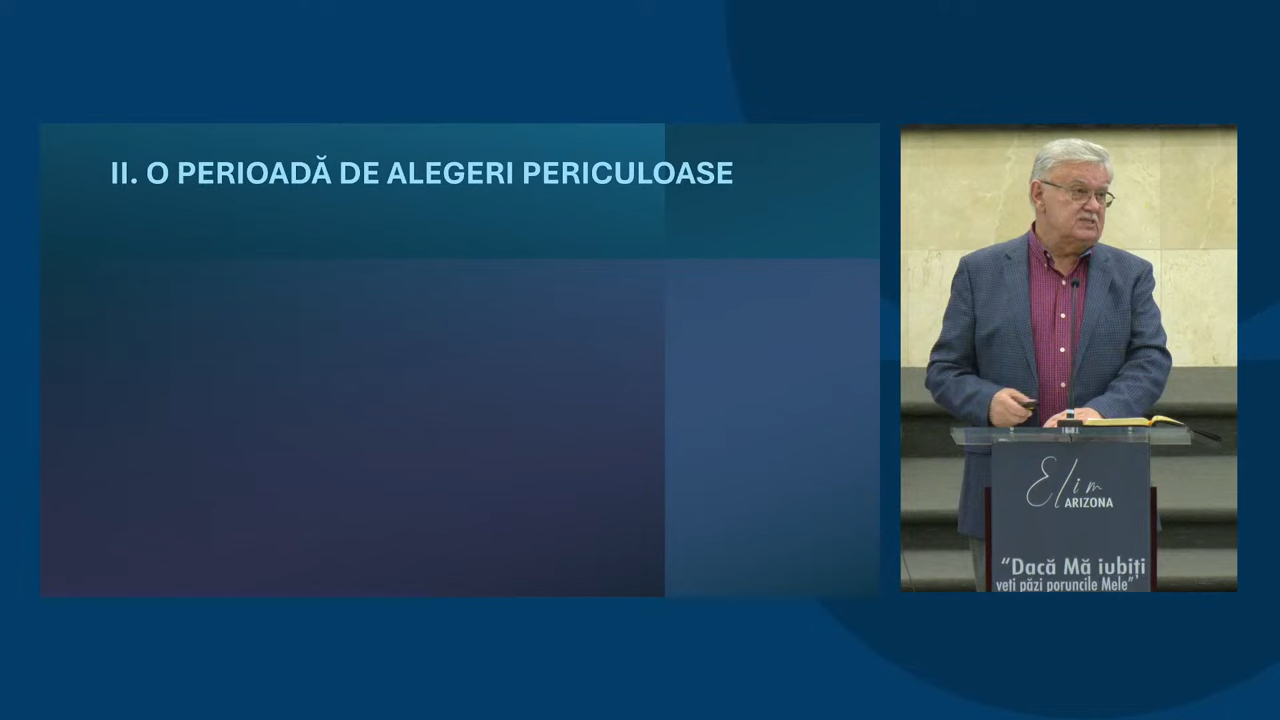 II. O PERIOADĂ DE ALEGERI PERICULOASE
Elim
ARIZONA
“Dacă Mă iubiți
veți păzi poruncile Mele”